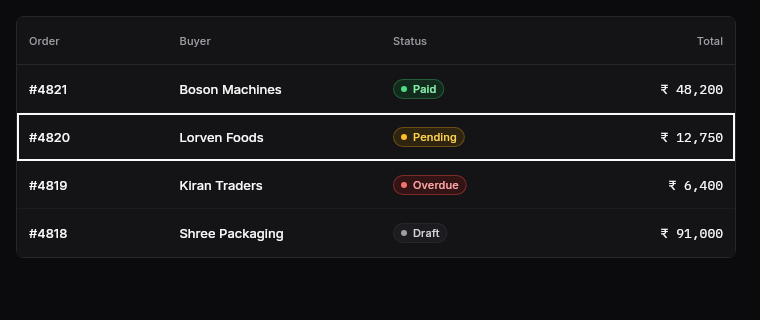 Order Buyer Status Total
#4821 Boson Machines Paid ₹ 48,200
#4820 Lorven Foods Pending ₹ 12,750
#4819 Kiran Traders Overdue ₹ 6,400
#4818 Shree Packaging Draft ₹ 91,000